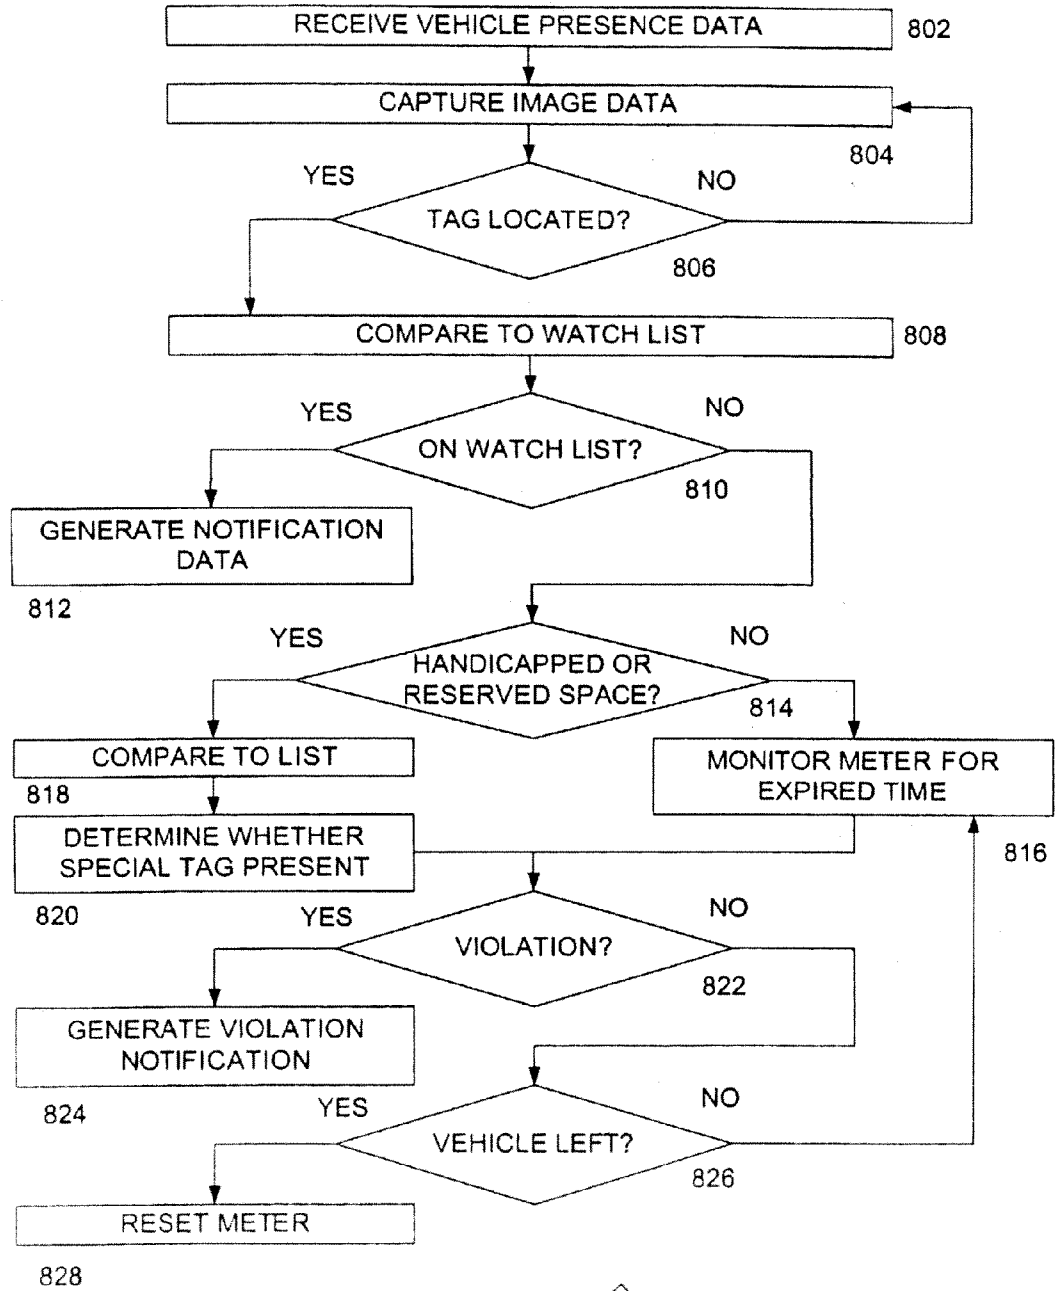 RECEIVE VEHICLE PRESENCE DATA
802
CAPTURE IMAGE DATA
804
YES
NO
TAG LOCATED?
806
COMPARE TO WATCH LIST
808
YES
NO
ON WATCH LIST?
810
GENERATE NOTIFICATION
DATA
812
YES
NO
HANDICAPPED OR
RESERVED SPACE?
814
COMPARE TO LIST
818
MONITOR METER FOR
EXPIRED TIME
816
DETERMINE WHETHER
SPECIAL TAG PRESENT
820
YES
NO
VIOLATION?
822
GENERATE VIOLATION
NOTIFICATION
824
YES
NO
VEHICLE LEFT?
826
RESET METER
828